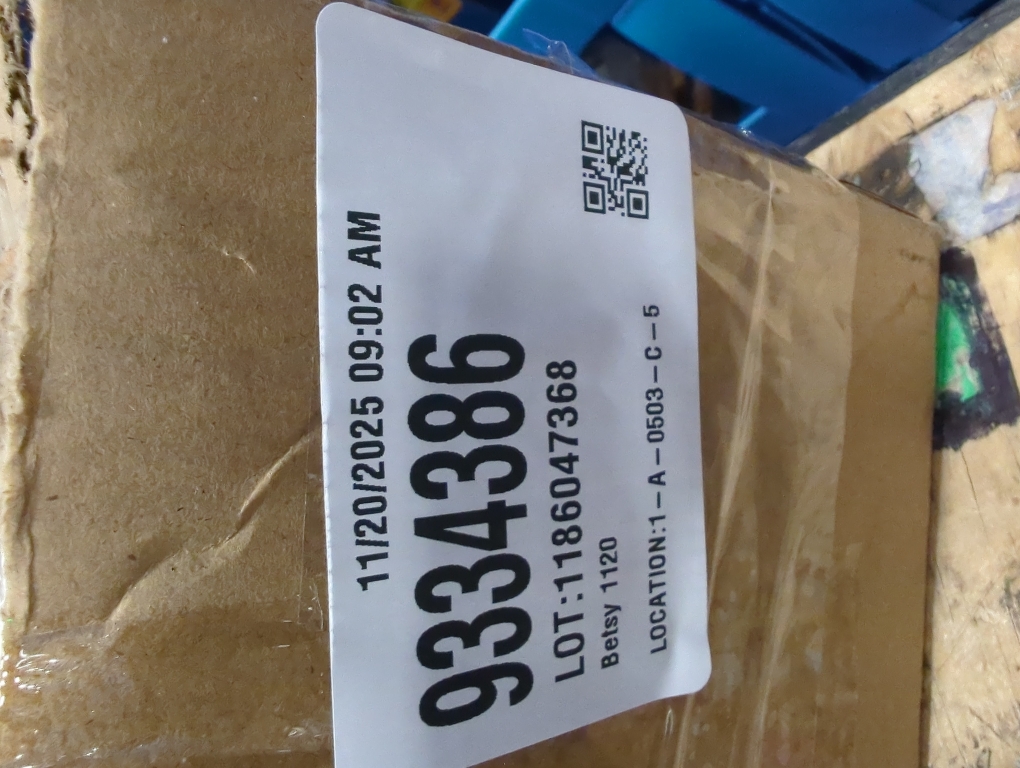 11/20/2025 09:02 AM
9334386
LOT:1186047368
Betsy 1120
LOCATION:1-A-0503-C-5